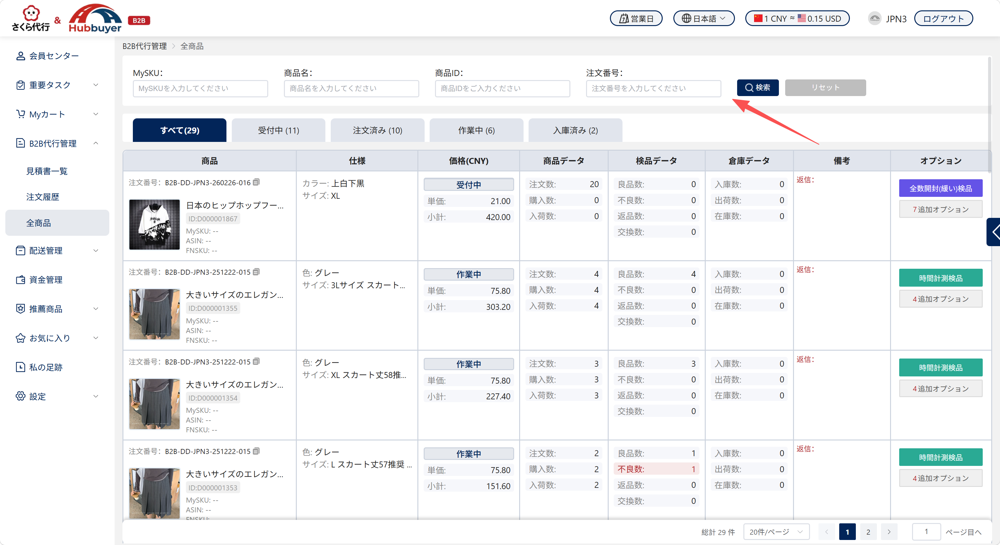 さくら代行 & Hubbuyer B2B
営業日 日本語 1 CNY ≈ 0.15 USD JPN3 ログアウト
会員センター
重要タスク
Myカート
B2B代行管理
見積書一覧
注文履歴
全商品
配送管理
資金管理
推薦商品
お気に入り
私の足跡
設定
B2B代行管理 > 全商品
MySKU: 商品名: 商品ID: 注文番号:
MySKUを入力してください 商品名を入力してください 商品IDをご入力ください 注文番号を入力してください 検索 リセット
すべて(29) 受付中 (11) 注文済み (10) 作業中 (6) 入庫済み (2)
商品 仕様 価格(CNY) 商品データ 検品データ 倉庫データ 備考 オプション
注文番号: B2B-DD-JPN3-260226-016
日本のヒップホップフー...
ID:D000001867
MySKU: --
ASIN: --
FNSKU: --
カラー: 上白下黒
サイズ: XL
受付中
単価: 21.00
小計: 420.00
注文数: 20
購入数: 0
入荷数: 0
良品数: 0
不良数: 0
返品数: 0
交換数: 0
入庫数: 0
出荷数: 0
在庫数: 0
返信:
全数開封(緩い)検品
7追加オプション
注文番号: B2B-DD-JPN3-251222-015
大きいサイズのエレガン...
ID:D000001355
MySKU: --
ASIN: --
FNSKU: --
色: グレー
サイズ: 3Lサイズ スカート...
作業中
単価: 75.80
小計: 303.20
注文数: 4
購入数: 4
入荷数: 4
良品数: 4
不良数: 0
返品数: 0
交換数: 0
入庫数: 0
出荷数: 0
在庫数: 0
返信:
時間計測検品
4追加オプション
注文番号: B2B-DD-JPN3-251222-015
大きいサイズのエレガン...
ID:D000001354
MySKU: --
ASIN: --
FNSKU: --
色: グレー
サイズ: XL スカート丈58推...
作業中
単価: 75.80
小計: 227.40
注文数: 3
購入数: 3
入荷数: 3
良品数: 3
不良数: 0
返品数: 0
交換数: 0
入庫数: 0
出荷数: 0
在庫数: 0
返信:
時間計測検品
4追加オプション
注文番号: B2B-DD-JPN3-251222-015
大きいサイズのエレガン...
ID:D000001353
MySKU: --
ASIN: --
FNSKU: --
色: グレー
サイズ: L スカート丈57推奨 ...
作業中
単価: 75.80
小計: 151.60
注文数: 2
購入数: 2
入荷数: 2
良品数: 1
不良数: 1
返品数: 0
交換数: 0
入庫数: 0
出荷数: 0
在庫数: 0
返信:
時間計測検品
4追加オプション
総計 29 件 20件/ページ < 1 2 > 1 ページ目へ